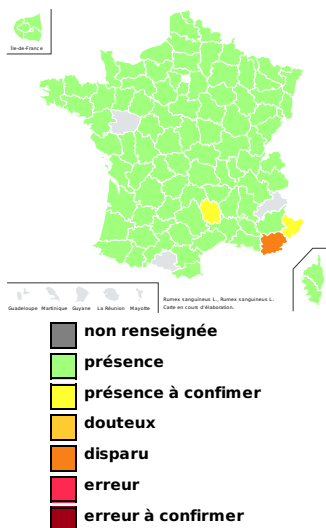 Île-de-France
Guadeloupe Martinique Guyane La Réunion Mayotte
Rumex sanguineus L., Rumex sanguineus L.
Carte en cours d'élaboration.
non renseignée
présence
présence à confimer
douteux
disparu
erreur
erreur à confirmer